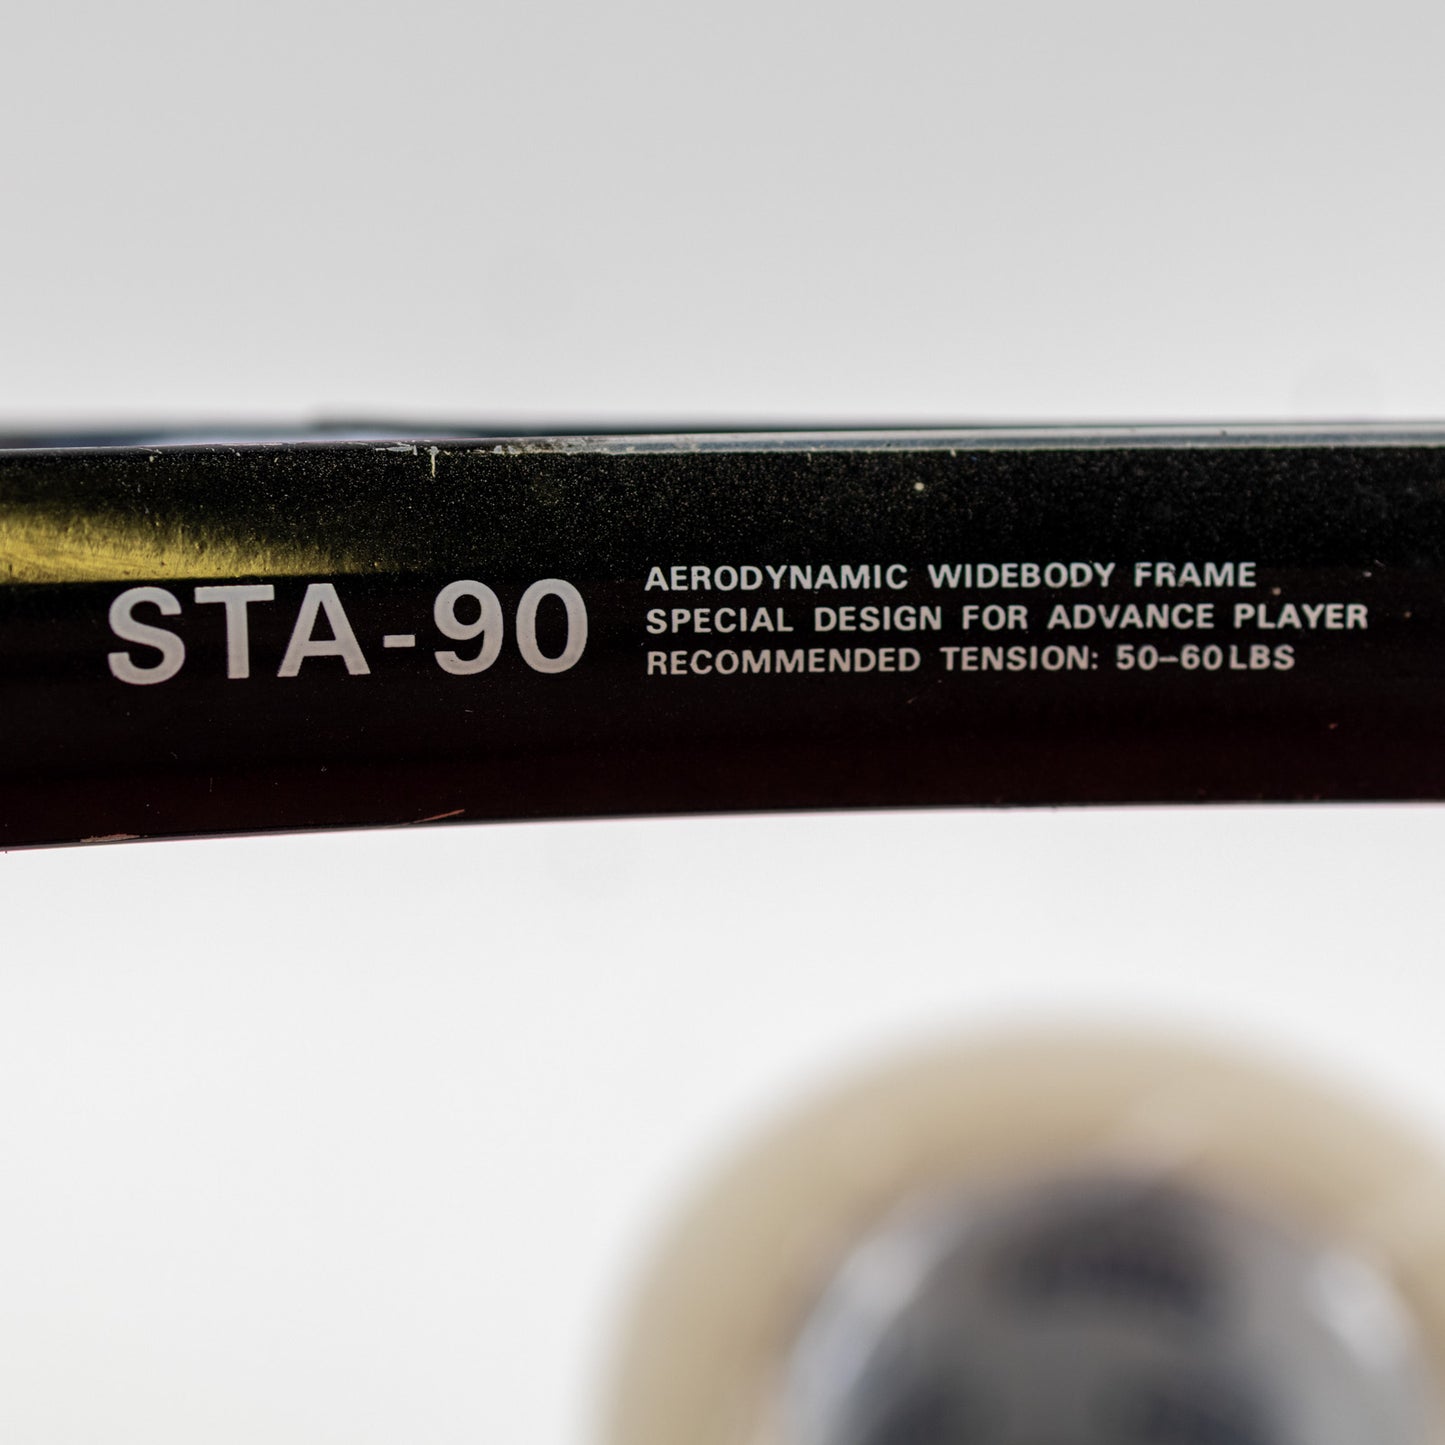 STA-90
AERODYNAMIC WIDEBODY FRAME
SPECIAL DESIGN FOR ADVANCE PLAYER
RECOMMENDED TENSION: 50-60LBS